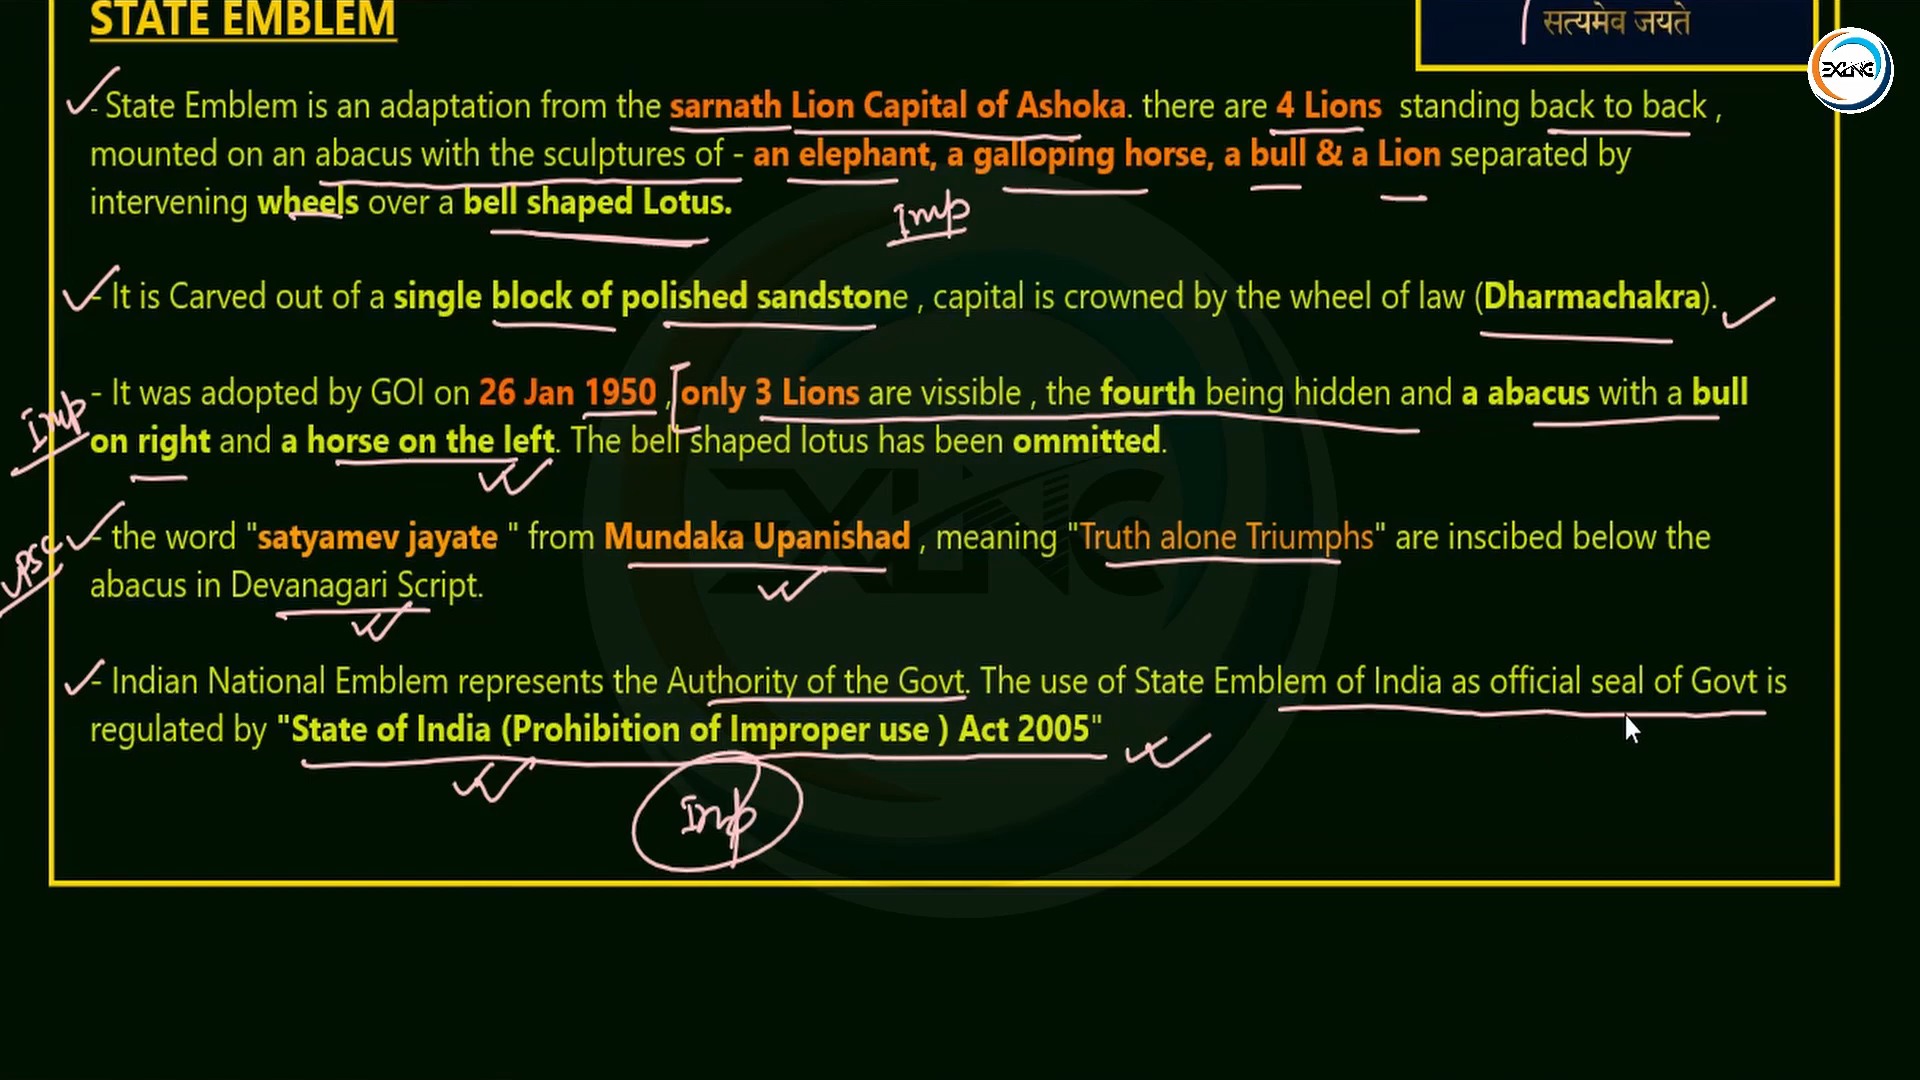 STATE EMBLEM
सत्यमेव जयते
EXLNC
- State Emblem is an adaptation from the sarnath Lion Capital of Ashoka. there are 4 Lions standing back to back ,
mounted on an abacus with the sculptures of - an elephant, a galloping horse, a bull & a Lion separated by
intervening wheels over a bell shaped Lotus.
Imp
- It is Carved out of a single block of polished sandstone , capital is crowned by the wheel of law (Dharmachakra).
- It was adopted by GOI on 26 Jan 1950 , only 3 Lions are vissible , the fourth being hidden and a abacus with a bull
Imp
on right and a horse on the left. The bell shaped lotus has been ommitted.
- the word "satyamev jayate " from Mundaka Upanishad , meaning "Truth alone Triumphs" are inscibed below the
UPSC
abacus in Devanagari Script.
- Indian National Emblem represents the Authority of the Govt. The use of State Emblem of India as official seal of Govt is
regulated by "State of India (Prohibition of Improper use ) Act 2005"
Imp
EXLNC